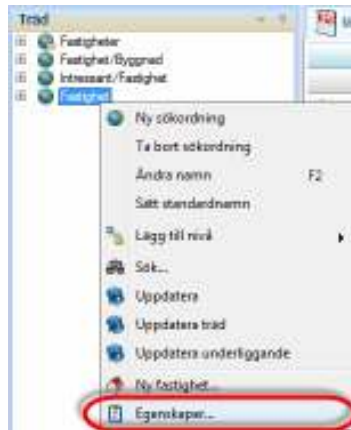 Träd
Fastigheter
Fastighet/Byggnad
Intressant/Fastighet
Fastighet
Ny sökordning
Ta bort sökordning
Ändra namn F2
Sätt standardnamn
Lägg till nivå
Sök...
Uppdatera
Uppdatera träd
Uppdatera underliggande
Ny fastighet...
Egenskaper...